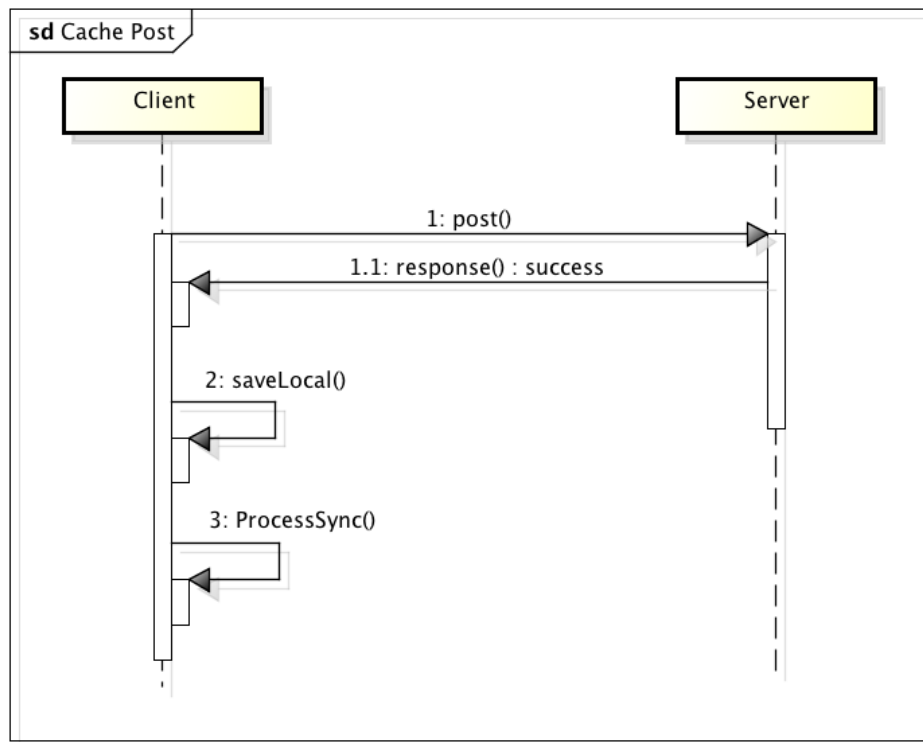 sd Cache Post
Client
Server
1: post()
1.1: response() : success
2: saveLocal()
3: ProcessSync()